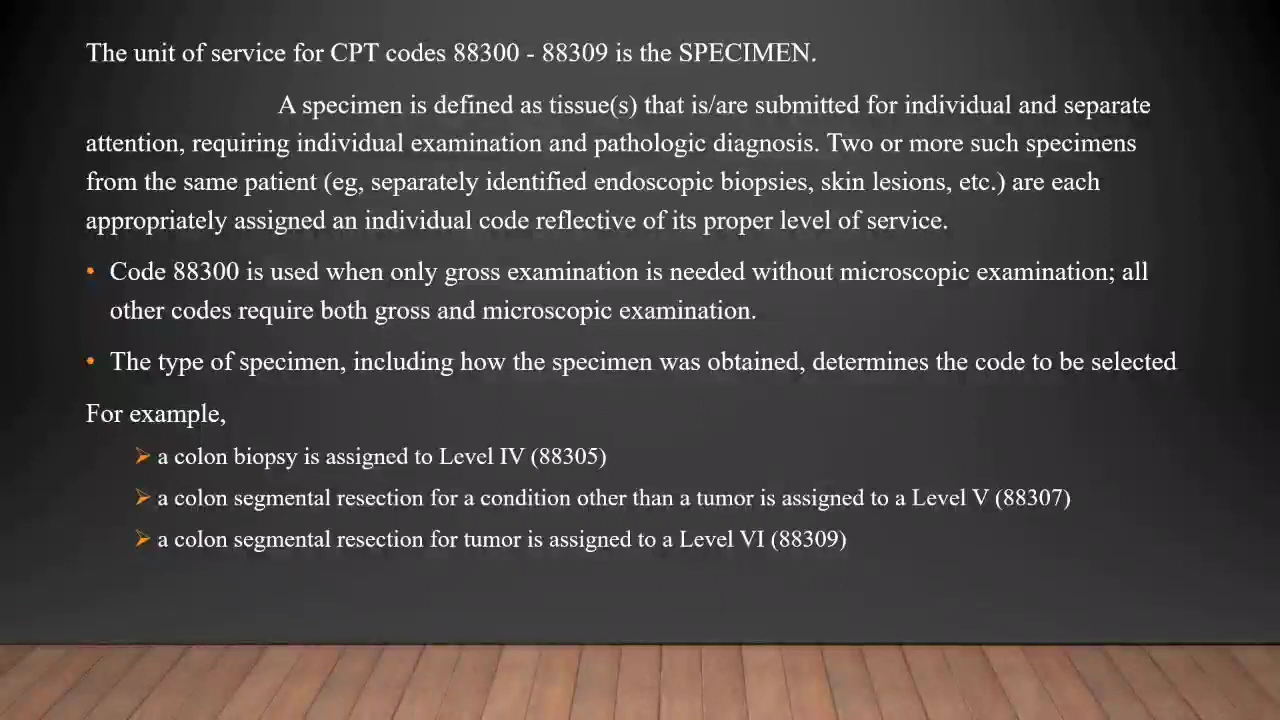 The unit of service for CPT codes 88300 - 88309 is the SPECIMEN.
A specimen is defined as tissue(s) that is/are submitted for individual and separate
attention, requiring individual examination and pathologic diagnosis. Two or more such specimens
from the same patient (eg, separately identified endoscopic biopsies, skin lesions, etc.) are each
appropriately assigned an individual code reflective of its proper level of service.
• Code 88300 is used when only gross examination is needed without microscopic examination; all
other codes require both gross and microscopic examination.
• The type of specimen, including how the specimen was obtained, determines the code to be selected
For example,
➢ a colon biopsy is assigned to Level IV (88305)
➢ a colon segmental resection for a condition other than a tumor is assigned to a Level V (88307)
➢ a colon segmental resection for tumor is assigned to a Level VI (88309)